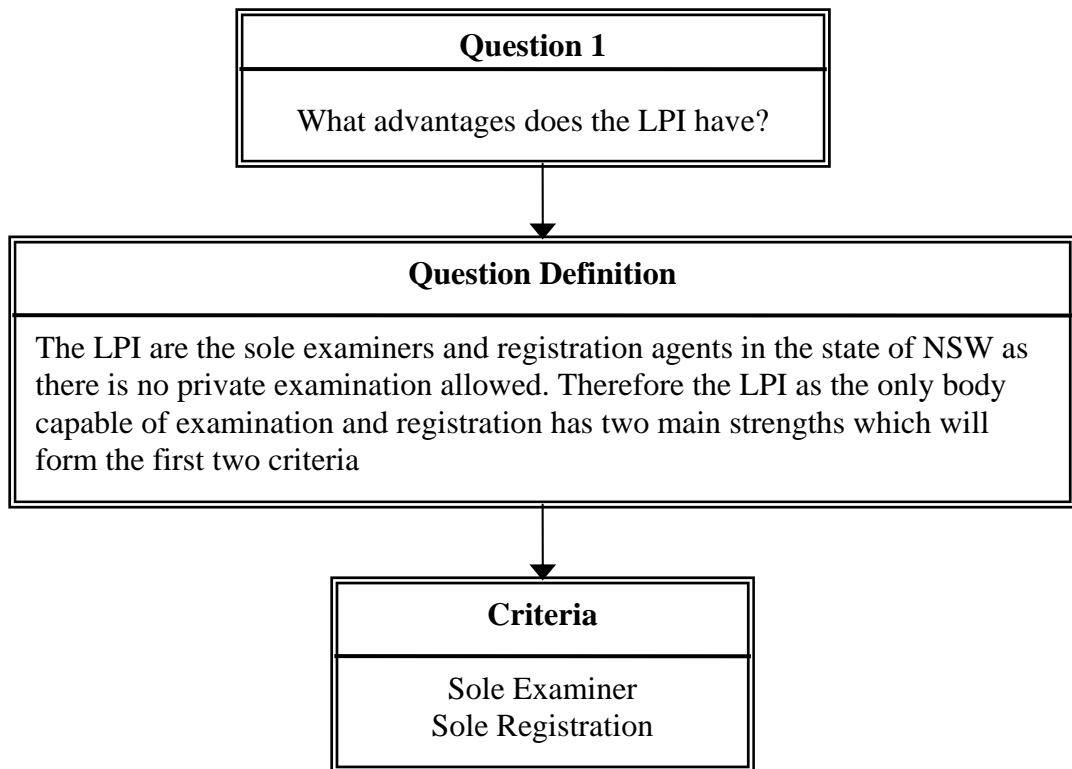 Question 1
What advantages does the LPI have?
Question Definition
The LPI are the sole examiners and registration agents in the state of NSW as
there is no private examination allowed. Therefore the LPI as the only body
capable of examination and registration has two main strengths which will
form the first two criteria
Criteria
Sole Examiner
Sole Registration